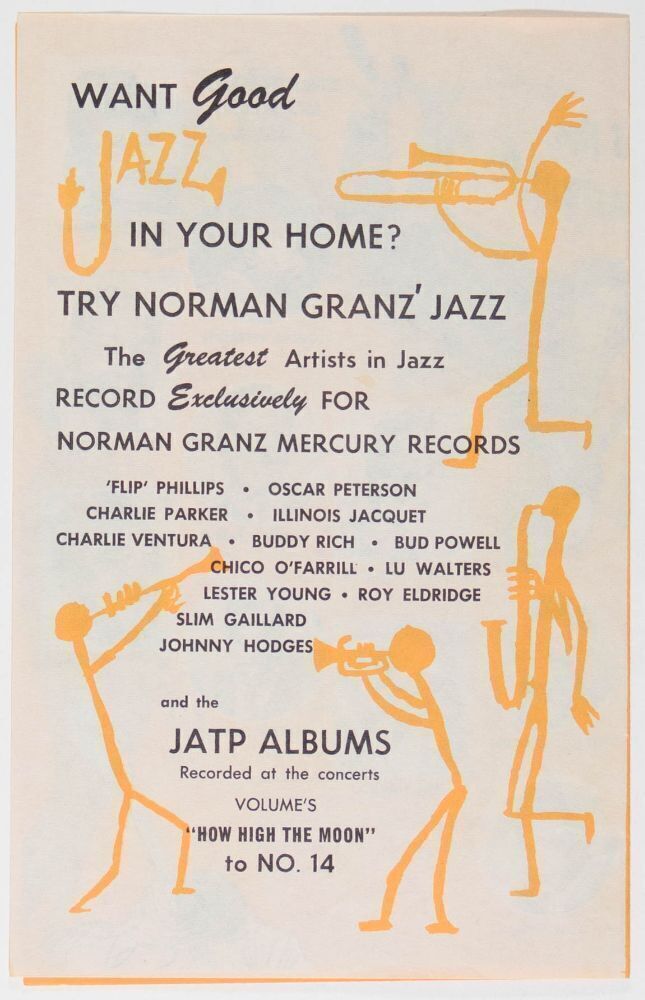 WANT Good
JAZZ
IN YOUR HOME?
TRY NORMAN GRANZ' JAZZ
The Greatest Artists in Jazz
RECORD Exclusively FOR
NORMAN GRANZ MERCURY RECORDS
'FLIP' PHILLIPS • OSCAR PETERSON
CHARLIE PARKER • ILLINOIS JACQUET
CHARLIE VENTURA • BUDDY RICH • BUD POWELL
CHICO O'FARRILL • LU WALTERS
LESTER YOUNG • ROY ELDRIDGE
SLIM GAILLARD
JOHNNY HODGES
and the
JATP ALBUMS
Recorded at the concerts
VOLUME'S
"HOW HIGH THE MOON"
to NO. 14